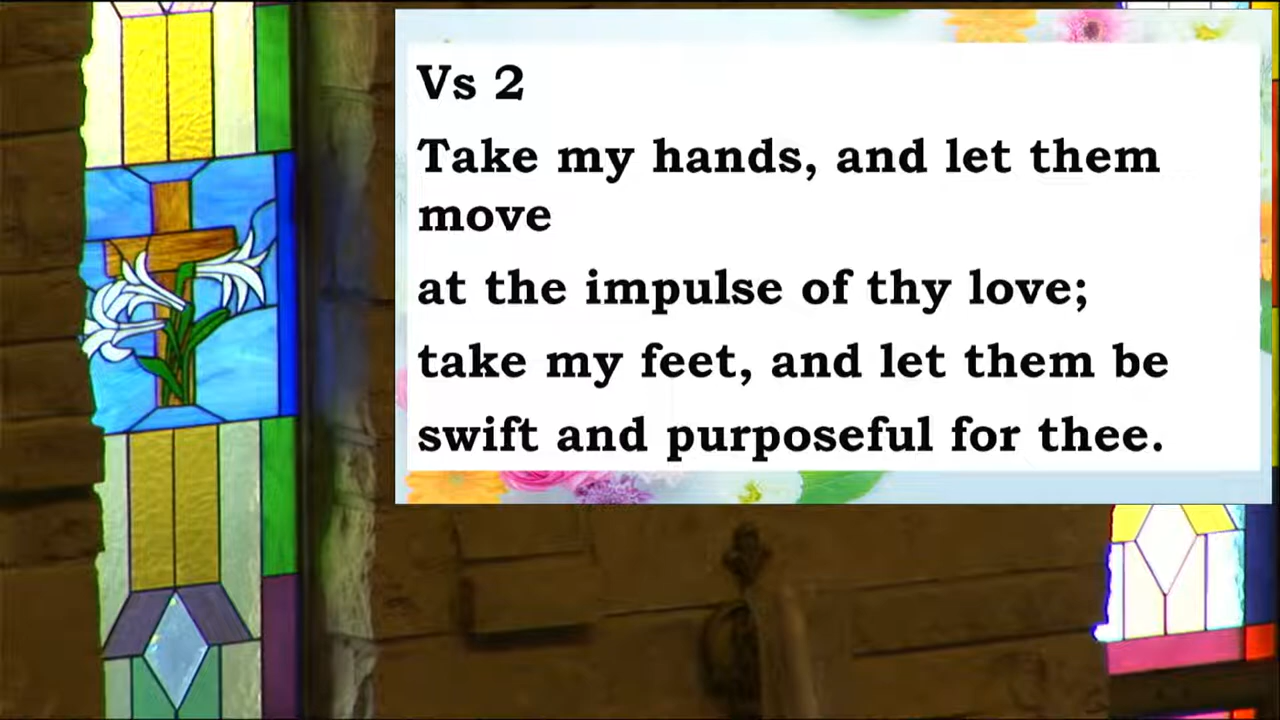 Vs 2
Take my hands, and let them
move
at the impulse of thy love;
take my feet, and let them be
swift and purposeful for thee.